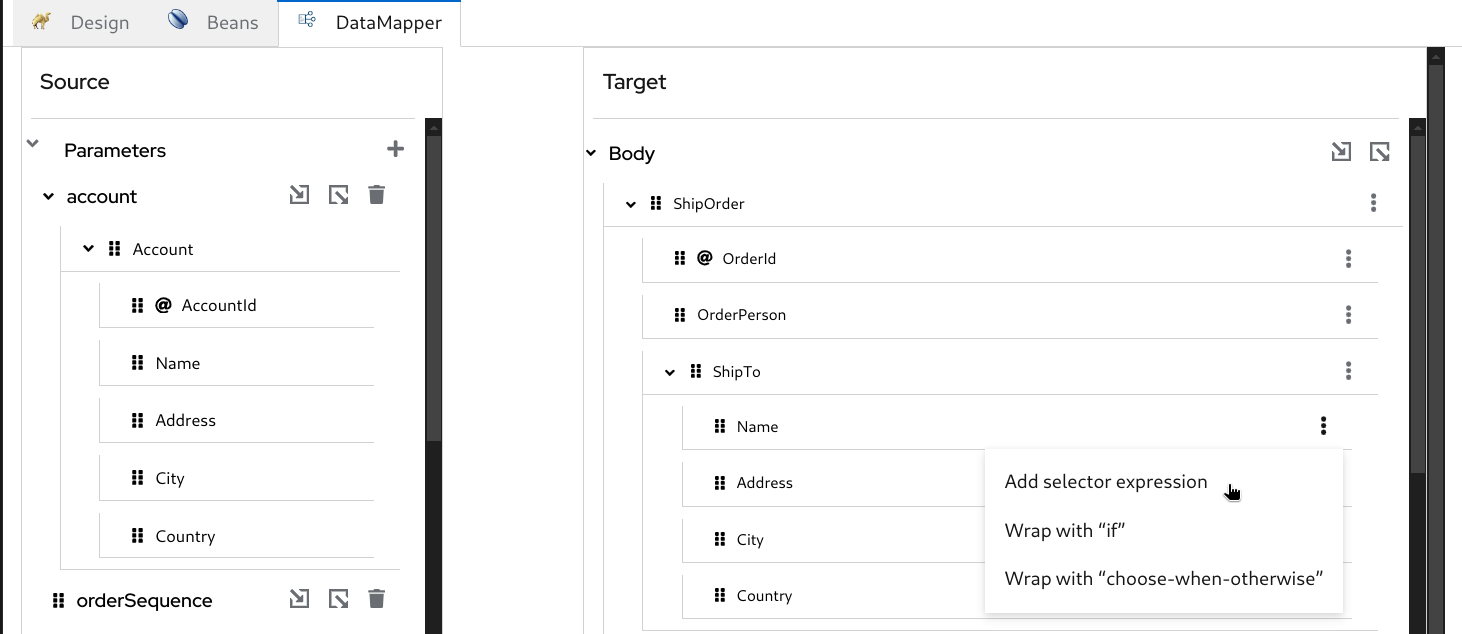 Design Beans DataMapper
Source
Parameters
account
Account
@ AccountId
Name
Address
City
Country
orderSequence
Target
Body
ShipOrder
@ OrderId
OrderPerson
ShipTo
Name
Address
City
Country
Add selector expression
Wrap with “if”
Wrap with “choose-when-otherwise”